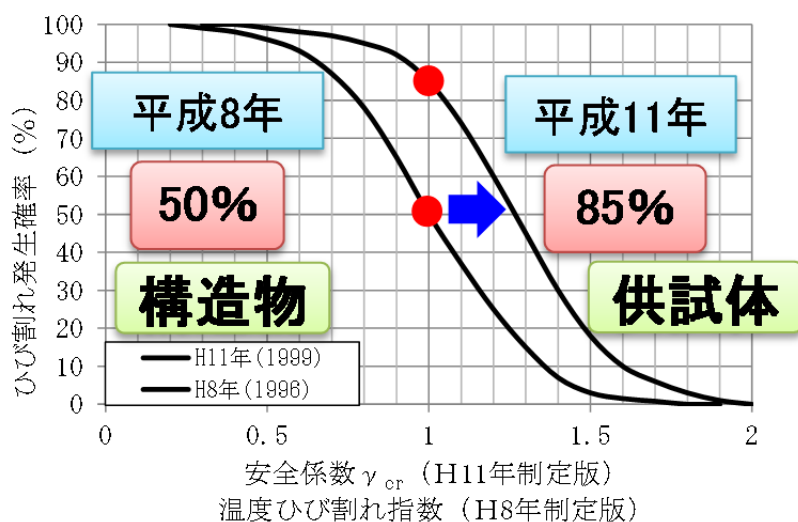 ひび割れ発生確率 (%)
100
90
80
70
60
50
40
30
20
10
0
平成8年
50%
構造物
平成11年
85%
供試体
H11年(1999)
H8年(1996)
0
0.5
1
1.5
2
安全係数γcr（H11年制定版）
温度ひび割れ指数（H8年制定版）